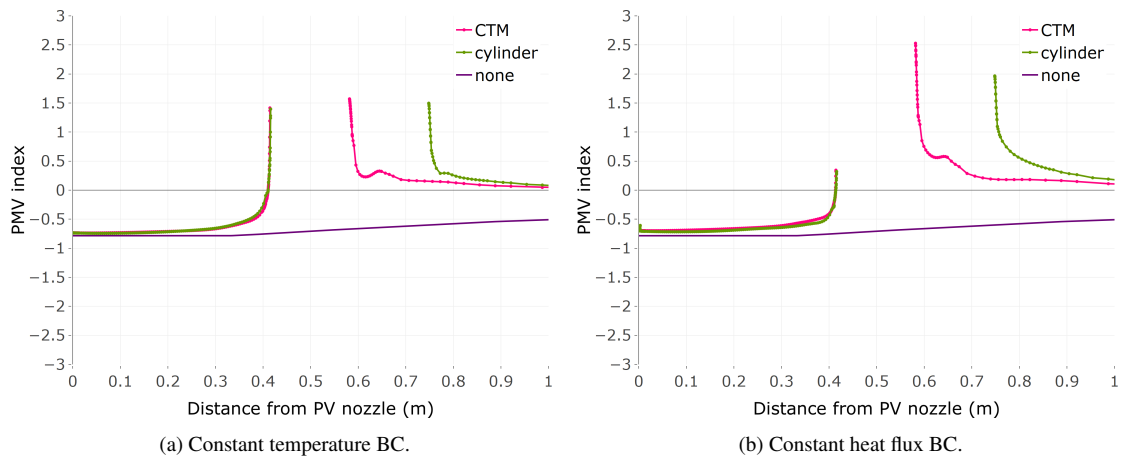 3
2.5
2
1.5
1
0.5
0
−0.5
−1
−1.5
−2
−2.5
−3
PMV index
CTM
cylinder
none
0 0.1 0.2 0.3 0.4 0.5 0.6 0.7 0.8 0.9 1
Distance from PV nozzle (m)
(a) Constant temperature BC.
3
2.5
2
1.5
1
0.5
0
−0.5
−1
−1.5
−2
−2.5
−3
PMV index
CTM
cylinder
none
0 0.1 0.2 0.3 0.4 0.5 0.6 0.7 0.8 0.9 1
Distance from PV nozzle (m)
(b) Constant heat flux BC.